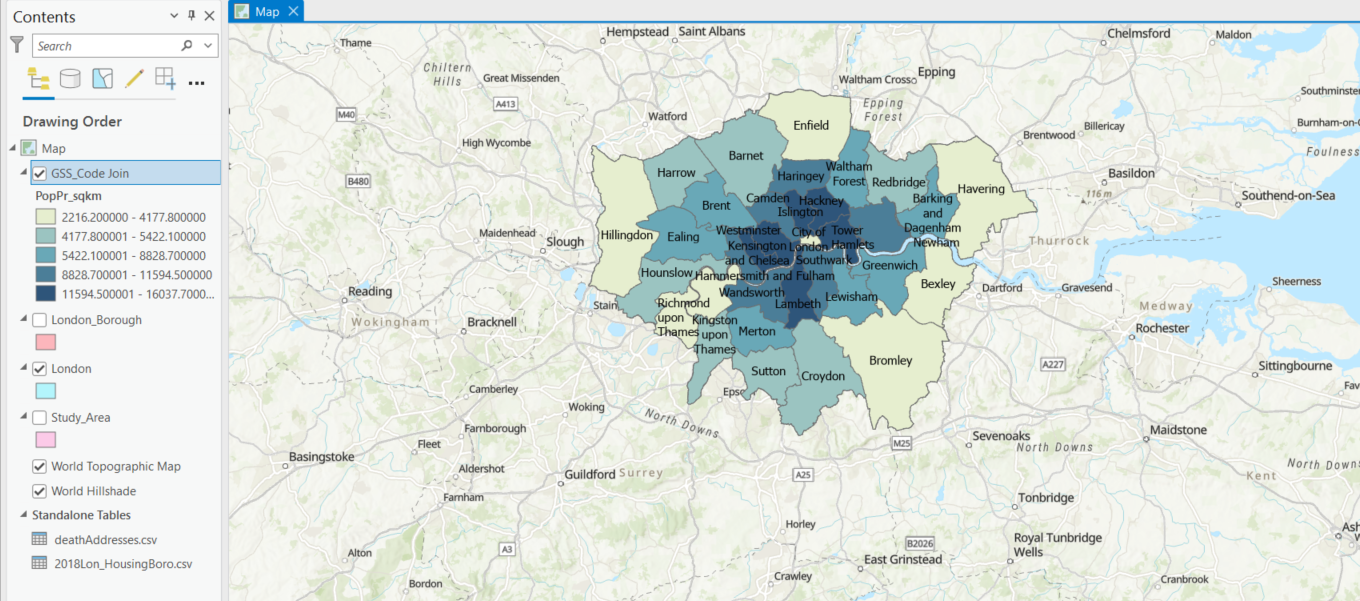 Contents
Map
Search
Drawing Order
Map
GSS_Code Join
PopPr_sqkm
2216.200000 - 4177.800000
4177.800001 - 5422.100000
5422.100001 - 8828.700000
8828.700001 - 11594.500000
11594.500001 - 16037.7000...
London_Borough
London
Study_Area
World Topographic Map
World Hillshade
Standalone Tables
deathAddresses.csv
2018Lon_HousingBoro.csv
Hempstead
Saint Albans
Thame
Chelmsford
Maldon
Chiltern
Hills
Great Missenden
Waltham Cross
Epping
Southminster
A413
Epping
Forest
M40
Watford
Enfield
Billericay
Burnham-on-C
Brentwood
High Wycombe
Foulness
Barnet
Waltham
Forest
Harrow
Haringey
Redbridge
Basildon
B480
Havering
116m
Southend-on-Sea
Camden
Hackney
Barking
and
Dagenham
Brent
Islington
Maidenhead
Slough
Hillingdon
Ealing
Westminster
City of
London
Tower
Hamlets
Newham
Thurrock
Kensington
and Chelsea
Southwark
Greenwich
Hounslow
Hammersmith and Fulham
Bexley
Dartford
Gravesend
Sheerness
Reading
Wandsworth
Lambeth
Lewisham
Stain
Richmond
upon
Thames
Medway
Wokingham
Bracknell
Kingston
upon
Thames
Merton
Rochester
Bromley
A227
Sittingbourne
Sutton
Croydon
Fav
Camberley
Epso
Woking
North Downs
Farnborough
Maidstone
Fleet
M25
Sevenoaks
North Downs
Basingstoke
Aldershot
Guildford
Surrey
A25
Kent
North Downs
Farnham
Tonbridge
Horley
Ash
Royal Tunbridge
Wells
Alton
A3
B2026
East Grinstead
Crawley
Bordon
Cranbrook